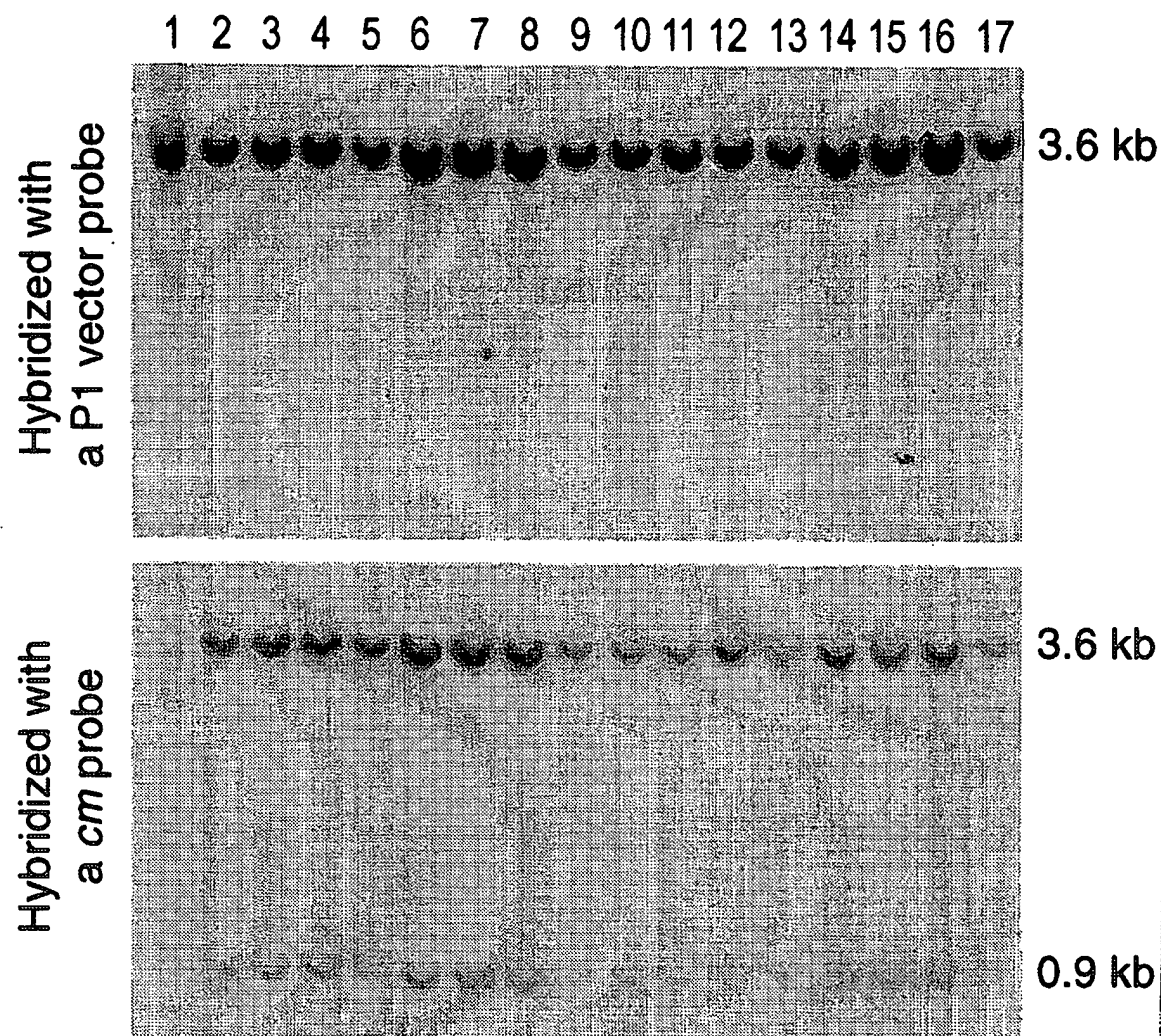 1 2 3 4 5 6 7 8 9 10 11 12 13 14 15 16 17
Hybridized with
a P1 vector probe
3.6 kb
Hybridized with
a cm probe
3.6 kb
0.9 kb